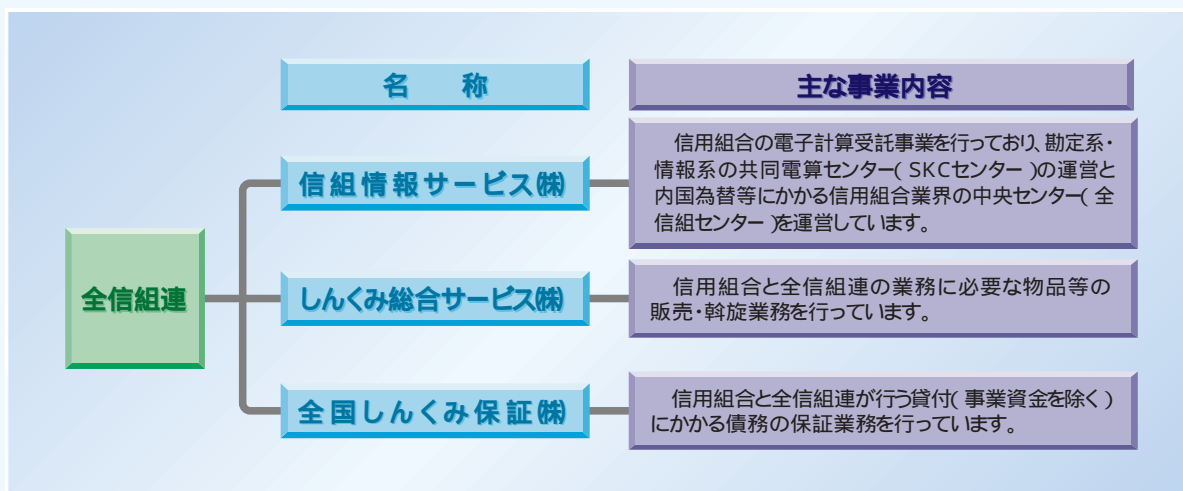 名　称
主な事業内容
全信組連
信組情報サービス㈱
信用組合の電子計算受託事業を行っており、勘定系・
情報系の共同電算センター(SKCセンター)の運営と
内国為替等にかかる信用組合業界の中央センター(全
信組センター)を運営しています。
しんくみ総合サービス㈱
信用組合と全信組連の業務に必要な物品等の
販売・斡旋業務を行っています。
全国しんくみ保証㈱
信用組合と全信組連が行う貸付(事業資金を除く)
にかかる債務の保証業務を行っています。